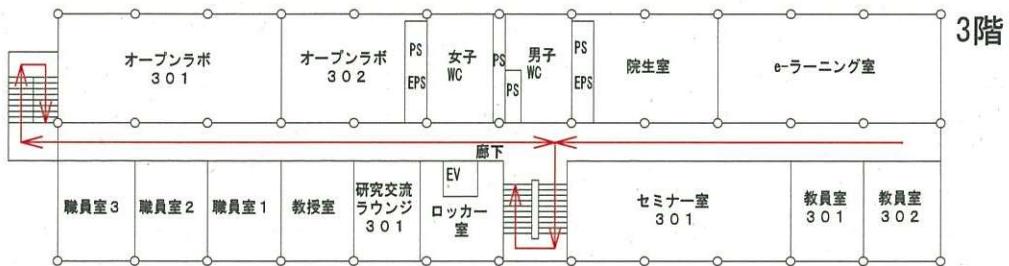 3階
オープンラボ
301
オープンラボ
302
PS
EPS
女子
WC
PS
男子
WC
PS
PS
EPS
院生室
e-ラーニング室
廊下
職員室3
職員室2
職員室1
教授室
研究交流
ラウンジ
301
EV
ロッカー
室
セミナー室
301
教員室
301
教員室
302